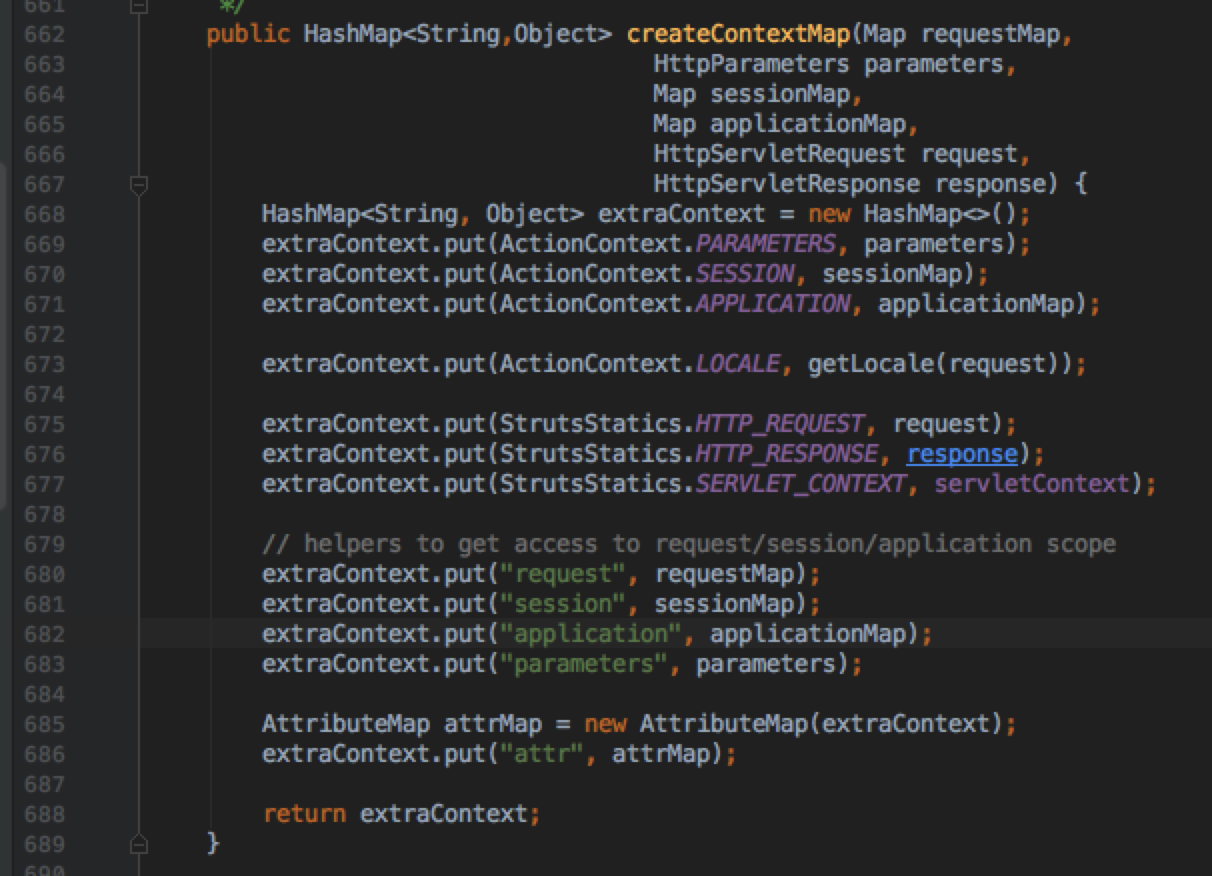 661 */
662 public HashMap<String,Object> createContextMap(Map requestMap,
663 HttpParameters parameters,
664 Map sessionMap,
665 Map applicationMap,
666 HttpServletRequest request,
667 HttpServletResponse response) {
668 HashMap<String, Object> extraContext = new HashMap<>();
669 extraContext.put(ActionContext.PARAMETERS, parameters);
670 extraContext.put(ActionContext.SESSION, sessionMap);
671 extraContext.put(ActionContext.APPLICATION, applicationMap);
672
673 extraContext.put(ActionContext.LOCALE, getLocale(request));
674
675 extraContext.put(StrutsStatics.HTTP_REQUEST, request);
676 extraContext.put(StrutsStatics.HTTP_RESPONSE, response);
677 extraContext.put(StrutsStatics.SERVLET_CONTEXT, servletContext);
678
679 // helpers to get access to request/session/application scope
680 extraContext.put("request", requestMap);
681 extraContext.put("session", sessionMap);
682 extraContext.put("application", applicationMap);
683 extraContext.put("parameters", parameters);
684
685 AttributeMap attrMap = new AttributeMap(extraContext);
686 extraContext.put("attr", attrMap);
687
688 return extraContext;
689 }
690